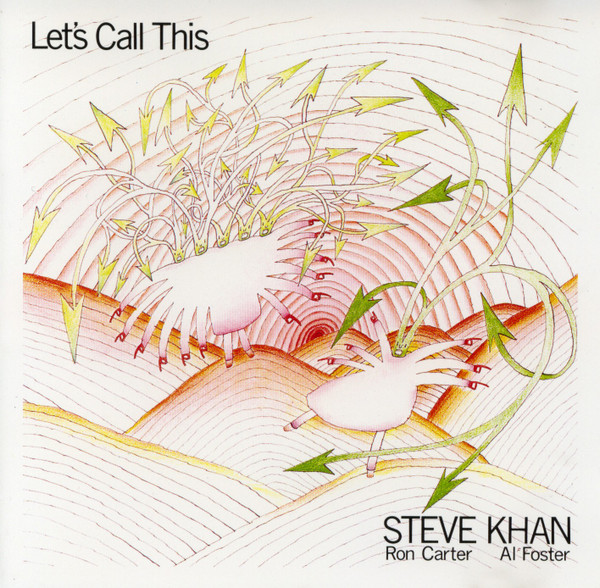 Let's Call This
STEVE KHAN
Ron Carter Al Foster